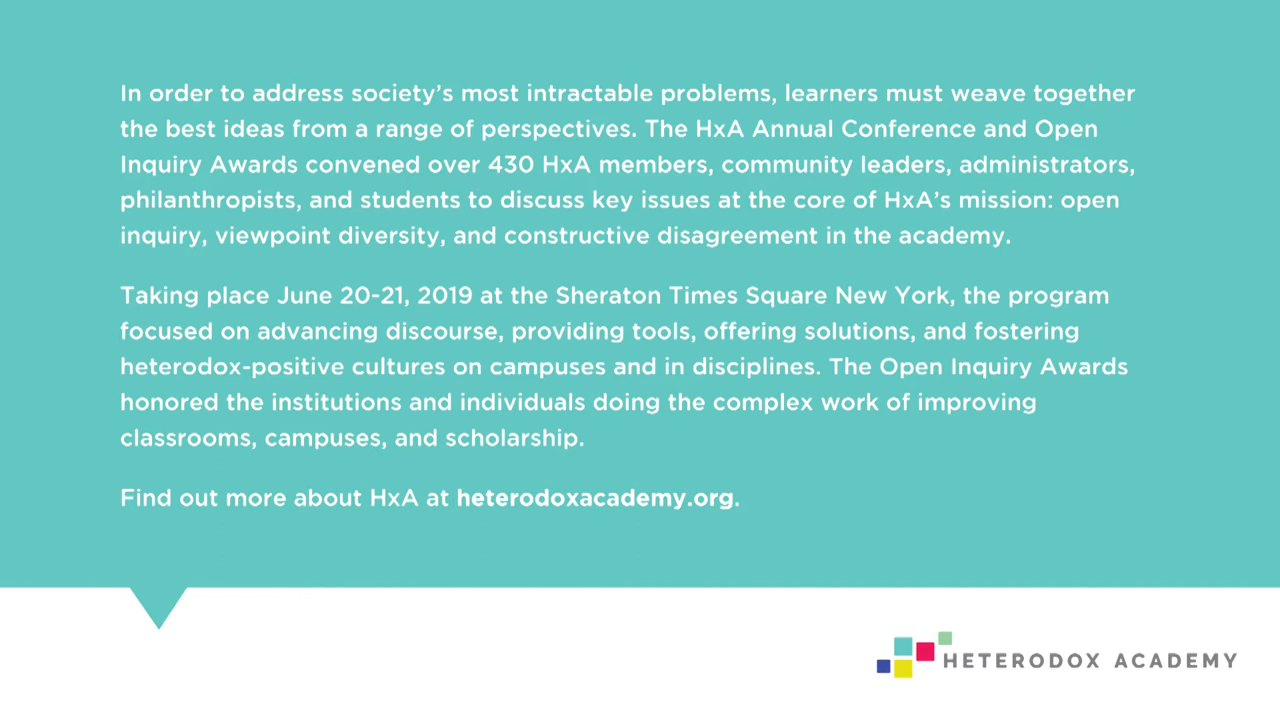 In order to address society’s most intractable problems, learners must weave together
the best ideas from a range of perspectives. The HxA Annual Conference and Open
Inquiry Awards convened over 430 HxA members, community leaders, administrators,
philanthropists, and students to discuss key issues at the core of HxA’s mission: open
inquiry, viewpoint diversity, and constructive disagreement in the academy.
Taking place June 20-21, 2019 at the Sheraton Times Square New York, the program
focused on advancing discourse, providing tools, offering solutions, and fostering
heterodox-positive cultures on campuses and in disciplines. The Open Inquiry Awards
honored the institutions and individuals doing the complex work of improving
classrooms, campuses, and scholarship.
Find out more about HxA at heterodoxacademy.org.
HETERODOX ACADEMY